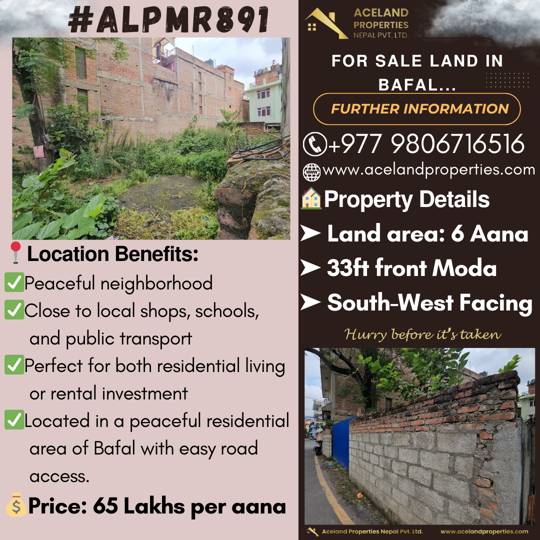 #ALPMR891
📍Location Benefits:
✅Peaceful neighborhood
✅Close to local shops, schools,
and public transport
✅Perfect for both residential living
or rental investment
✅Located in a peaceful residential
area of Bafal with easy road
access.
💰Price: 65 Lakhs per aana
ACELAND
PROPERTIES
NEPAL PVT. LTD.
FOR SALE LAND IN
BAFAL...
FURTHER INFORMATION
+977 9806716516
www.acelandproperties.com
🏠Property Details
➤ Land area: 6 Aana
➤ 33ft front Moda
➤ South-West Facing
Hurry before it's taken
Aceland Properties Nepal Pvt. Ltd. www.acelandproperties.com